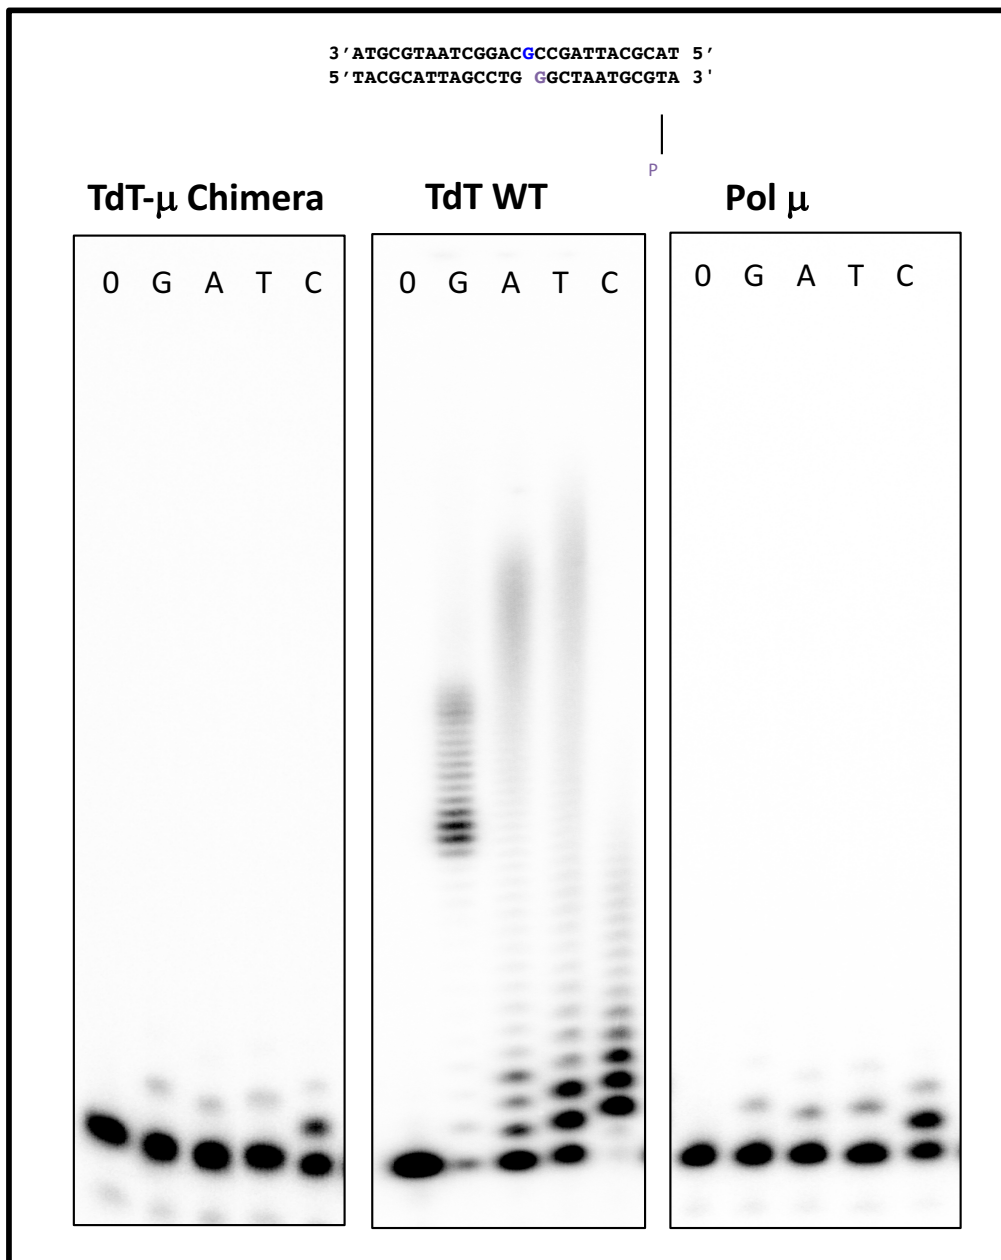 3′ATGCGTAATCGGACGCCGATTACGCAT 5′
5′TACGCATTAGCCTG GGCTAATGCGTA 3'
P
TdT-μ Chimera TdT WT Pol μ
0 G A T C 0 G A T C 0 G A T C